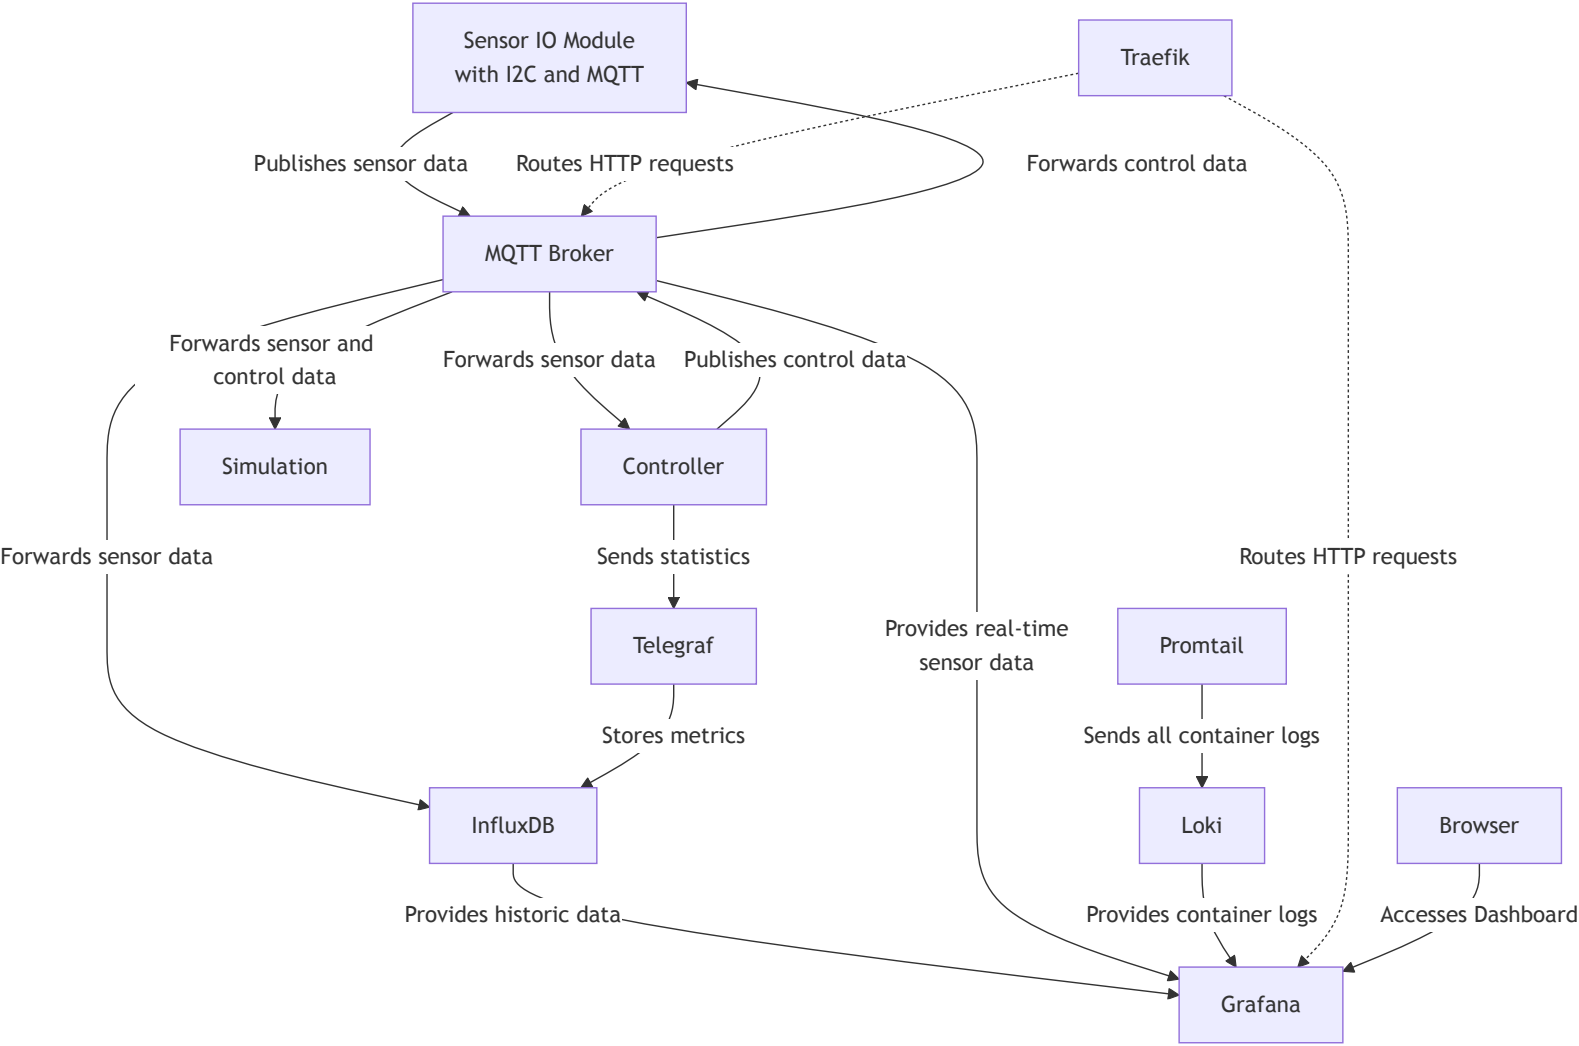 Sensor IO Module
with I2C and MQTT
Traefik
Publishes sensor data
Routes HTTP requests
Forwards control data
MQTT Broker
Forwards sensor and
control data
Forwards sensor data
Publishes control data
Simulation
Controller
Forwards sensor data
Sends statistics
Routes HTTP requests
Provides real-time
sensor data
Telegraf
Promtail
Stores metrics
Sends all container logs
InfluxDB
Loki
Browser
Provides historic data
Provides container logs
Accesses Dashboard
Grafana